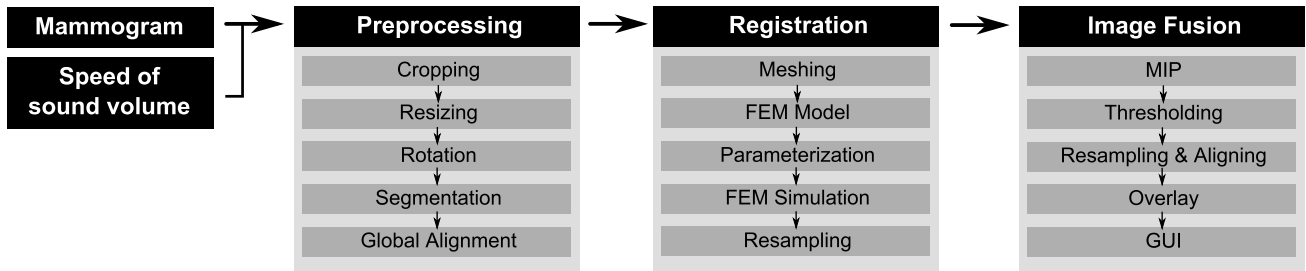 Mammogram
Speed of
sound volume
Preprocessing
Cropping
Resizing
Rotation
Segmentation
Global Alignment
Registration
Meshing
FEM Model
Parameterization
FEM Simulation
Resampling
Image Fusion
MIP
Thresholding
Resampling & Aligning
Overlay
GUI